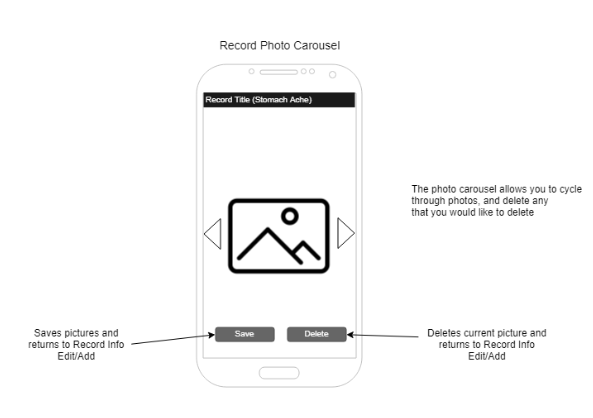 Record Photo Carousel
Record Title (Stomach Ache)
The photo carousel allows you to cycle
through photos, and delete any
that you would like to delete
Save
Delete
Saves pictures and
returns to Record Info
Edit/Add
Deletes current picture and
returns to Record Info
Edit/Add